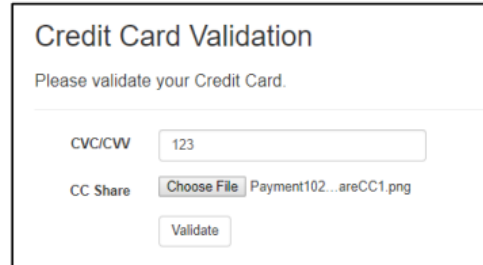 Credit Card Validation
Please validate your Credit Card.
CVC/CVV 123
CC Share Choose File Payment102...areCC1.png
Validate